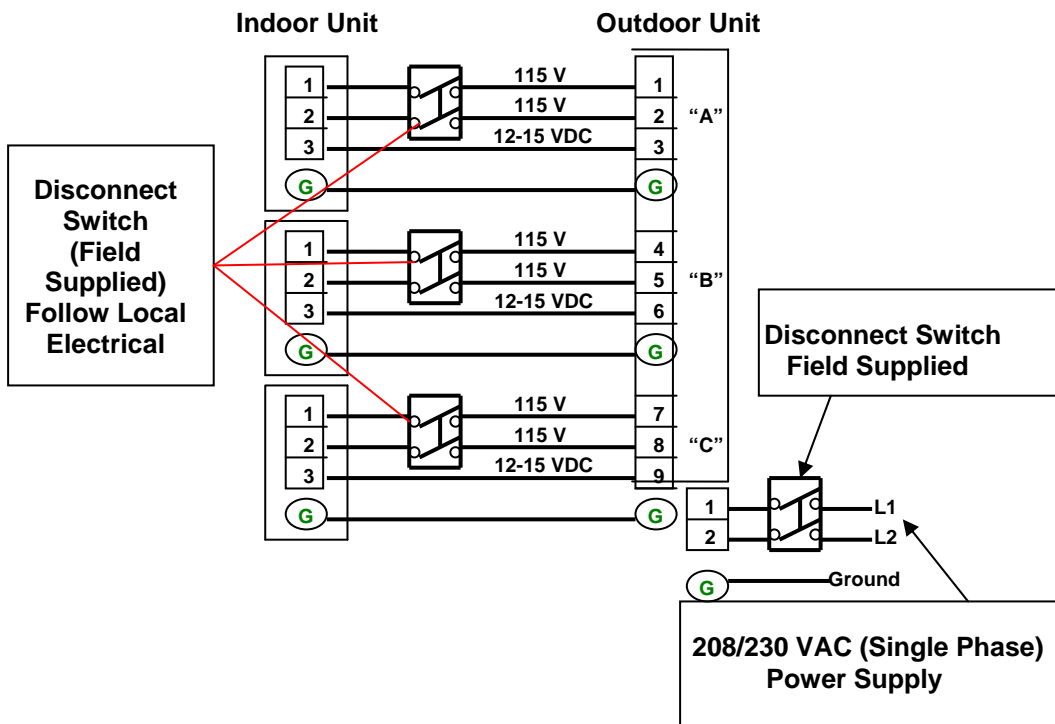 Indoor Unit
Outdoor Unit
1 115 V 1
2 115 V 2 “A”
3 12-15 VDC 3
G G
Disconnect
Switch
(Field
Supplied)
Follow Local
Electrical
1 115 V 4
2 115 V 5 “B”
3 12-15 VDC 6
G G
Disconnect Switch
Field Supplied
1 115 V 7
2 115 V 8 “C”
3 12-15 VDC 9
G G
1 L1
2 L2
G Ground
208/230 VAC (Single Phase)
Power Supply